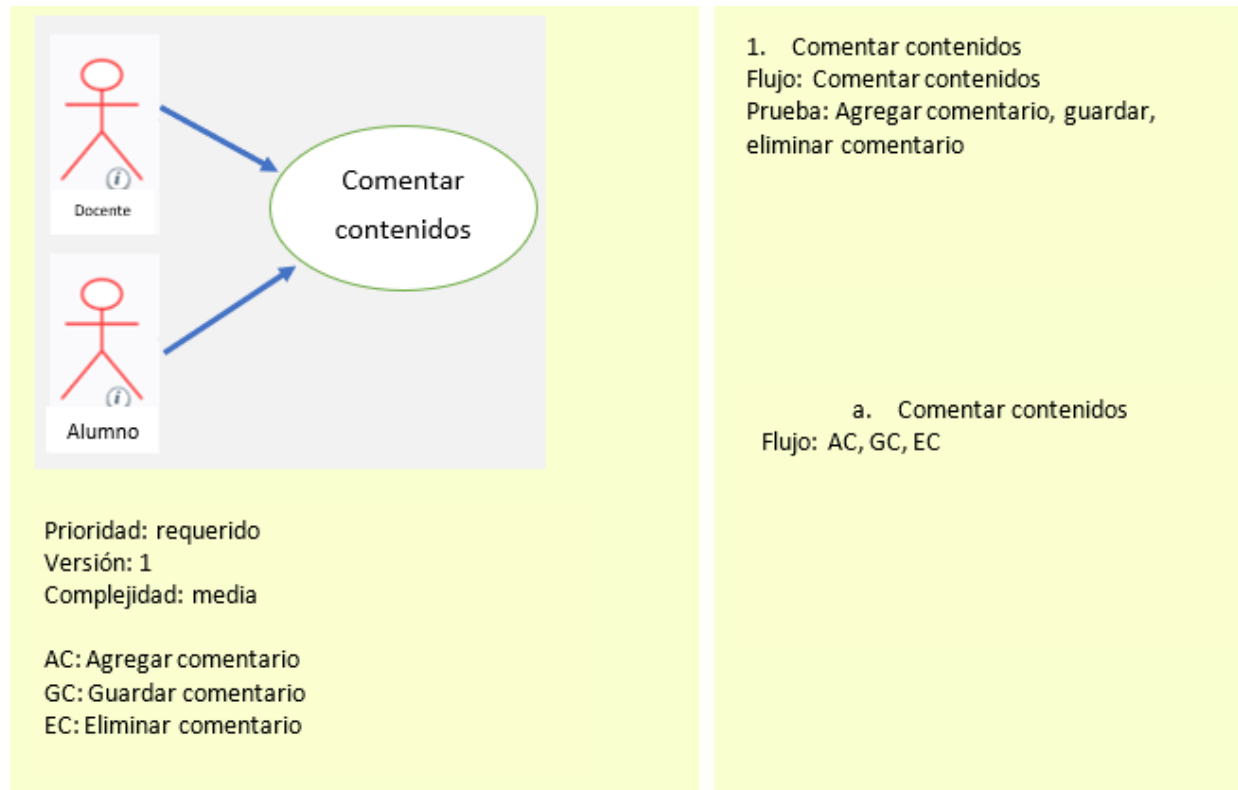 Docente
Comentar
contenidos
Alumno
Prioridad: requerido
Versión: 1
Complejidad: media
AC: Agregar comentario
GC: Guardar comentario
EC: Eliminar comentario
1. Comentar contenidos
Flujo: Comentar contenidos
Prueba: Agregar comentario, guardar,
eliminar comentario
a. Comentar contenidos
Flujo: AC, GC, EC